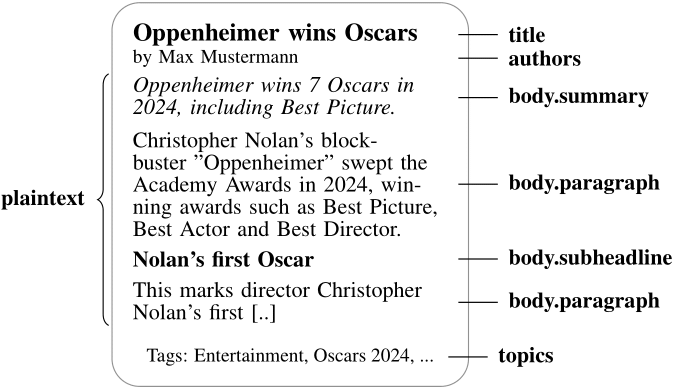 Oppenheimer wins Oscars
title
by Max Mustermann
authors
Oppenheimer wins 7 Oscars in
2024, including Best Picture.
body.summary
Christopher Nolan's block-
buster ”Oppenheimer” swept the
Academy Awards in 2024, win-
ning awards such as Best Picture,
Best Actor and Best Director.
body.paragraph
plaintext
Nolan's first Oscar
body.subheadline
This marks director Christopher
Nolan's first [..]
body.paragraph
Tags: Entertainment, Oscars 2024, ...
topics